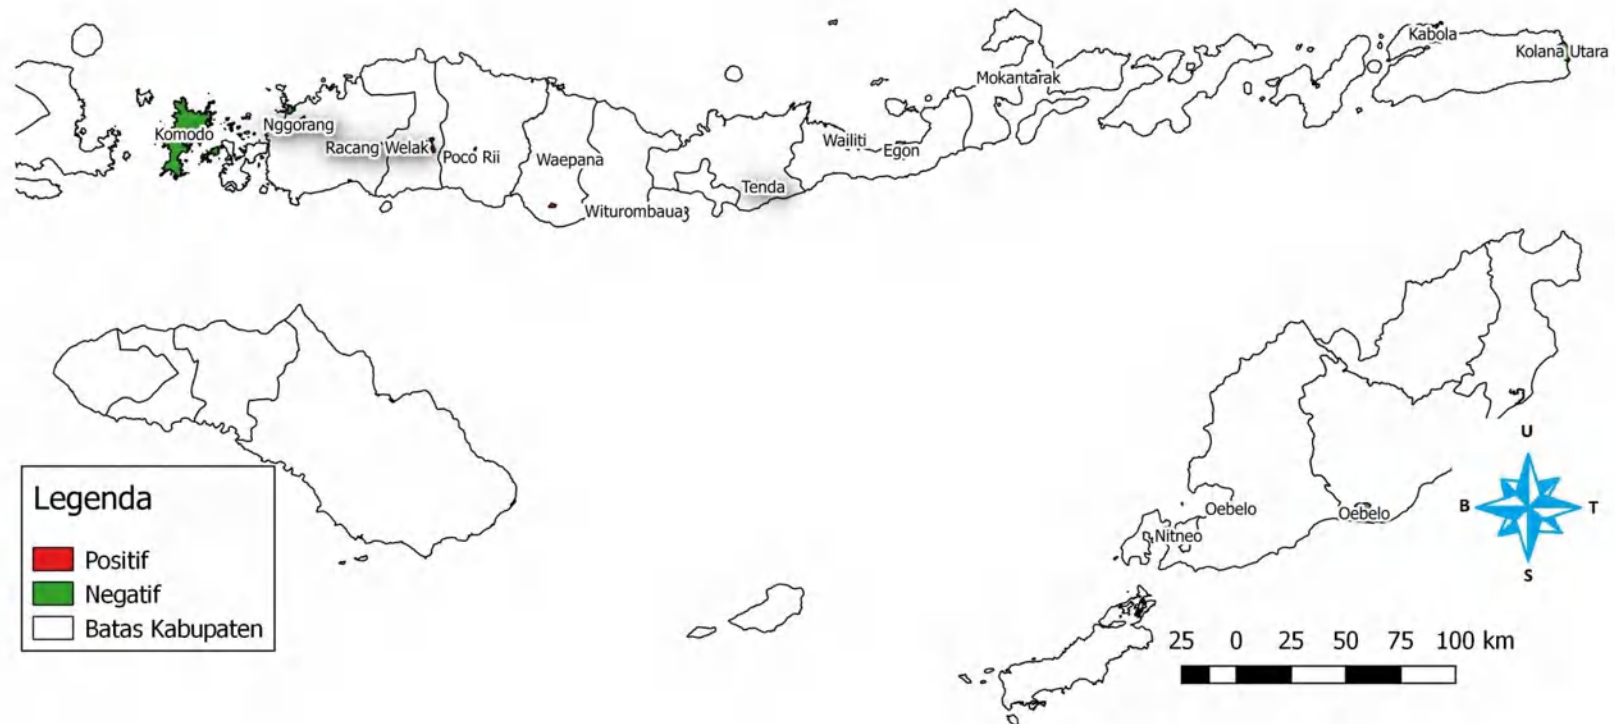 Kabola
Kolana Utara
Mokantarak
Komodo
Nggorang
Racang Welak
Poco Rii
Waepana
Wailiti
Egon
Tenda
Witurombaua
Oebelo
Oebelo
Nitneo
Legenda
Positif
Negatif
Batas Kabupaten
U
B
T
S
25 0 25 50 75 100 km